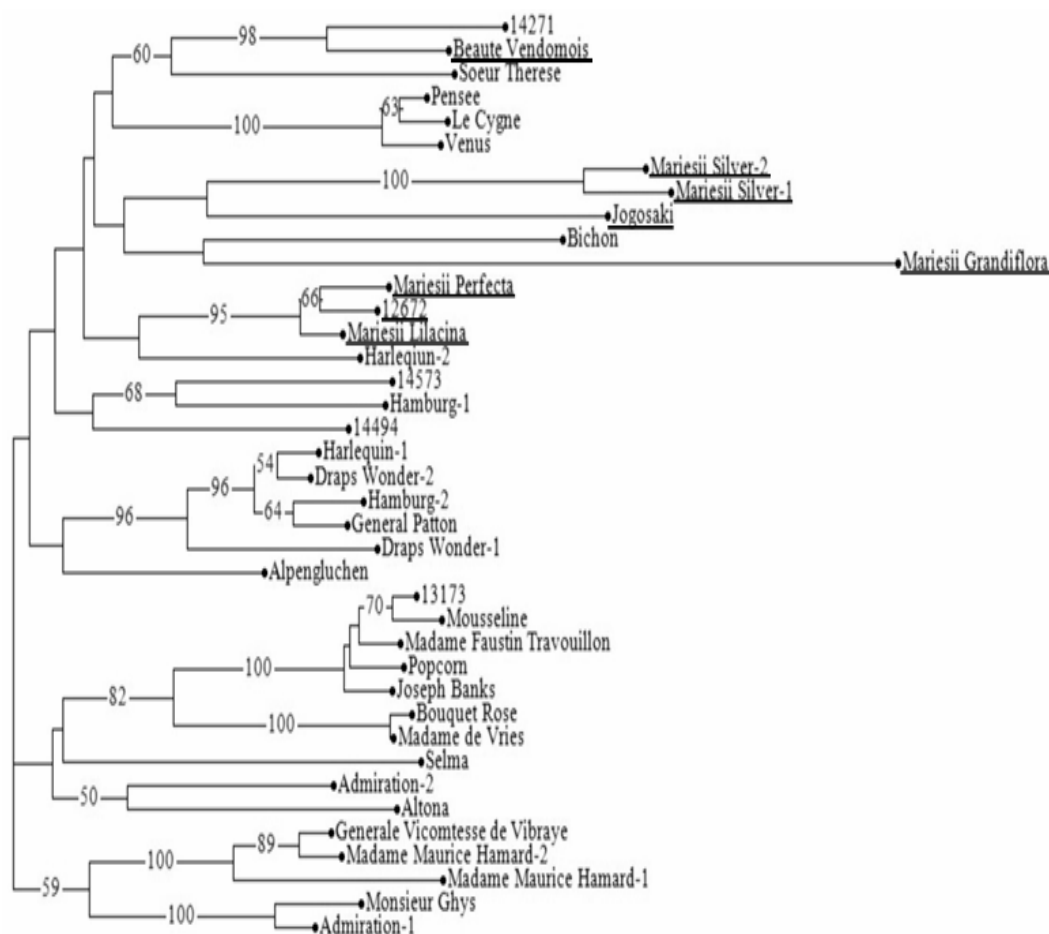 14271
98
Beaute Vendomois
60
Soeur Therese
Pensee
63
Le Cygne
100
Venus
Mariesii Silver-2
100
Mariesii Silver-1
Jogosaki
Bichon
Mariesii Grandiflora
Mariesii Perfecta
66
12672
95
Mariesii Lilacina
Harleqiun-2
14573
68
Hamburg-1
14494
Harlequin-1
54
Draps Wonder-2
96
Hamburg-2
64
General Patton
96
Draps Wonder-1
Alpengluchen
13173
70
Mousseline
Madame Faustin Travouillon
100
Popcorn
Joseph Banks
82
Bouquet Rose
100
Madame de Vries
Selma
Admiration-2
50
Altona
Generale Vicomtesse de Vibraye
89
Madame Maurice Hamard-2
100
Madame Maurice Hamard-1
59
Monsieur Ghys
100
Admiration-1